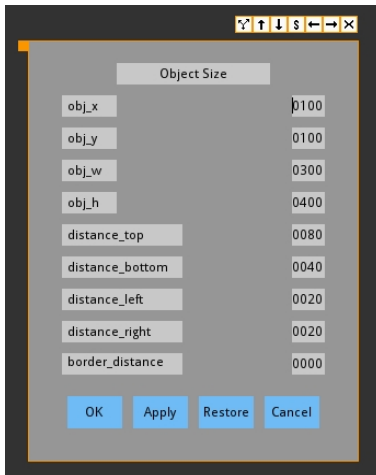 $
Object Size
obj_x 0100
obj_y 0100
obj_w 0300
obj_h 0400
distance_top 0080
distance_bottom 0040
distance_left 0020
distance_right 0020
border_distance 0000
OK Apply Restore Cancel